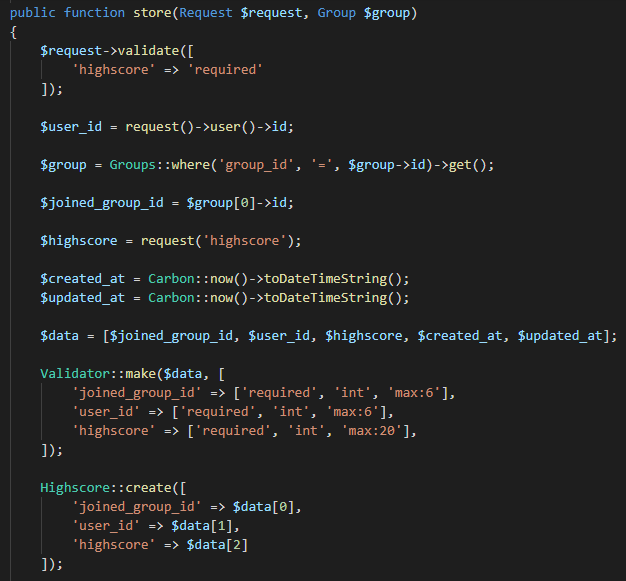 public function store(Request $request, Group $group)
{
    $request->validate([
        'highscore' => 'required'
    ]);

    $user_id = request()->user()->id;

    $group = Groups::where('group_id', '=', $group->id)->get();

    $joined_group_id = $group[0]->id;

    $highscore = request('highscore');

    $created_at = Carbon::now()->toDateTimeString();
    $updated_at = Carbon::now()->toDateTimeString();

    $data = [$joined_group_id, $user_id, $highscore, $created_at, $updated_at];

    Validator::make($data, [
        'joined_group_id' => ['required', 'int', 'max:6'],
        'user_id' => ['required', 'int', 'max:6'],
        'highscore' => ['required', 'int', 'max:20'],
    ]);

    Highscore::create([
        'joined_group_id' => $data[0],
        'user_id' => $data[1],
        'highscore' => $data[2]
    ]);